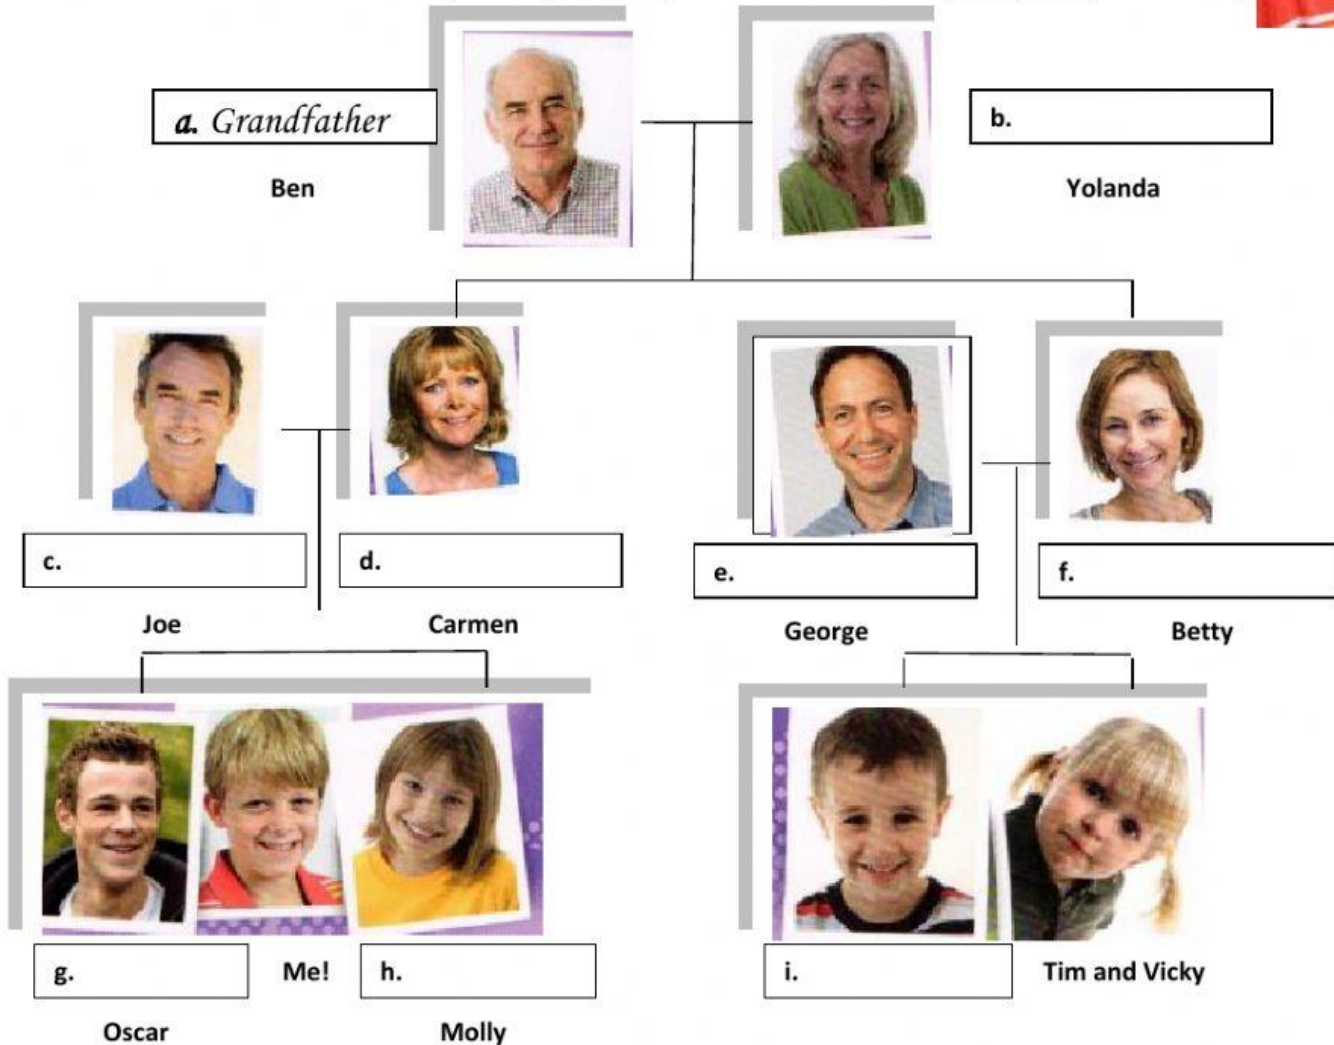 a. Grandfather
b.
Ben
Yolanda
c.
d.
e.
f.
Joe
Carmen
George
Betty
g.
Me!
h.
i.
Tim and Vicky
Oscar
Molly